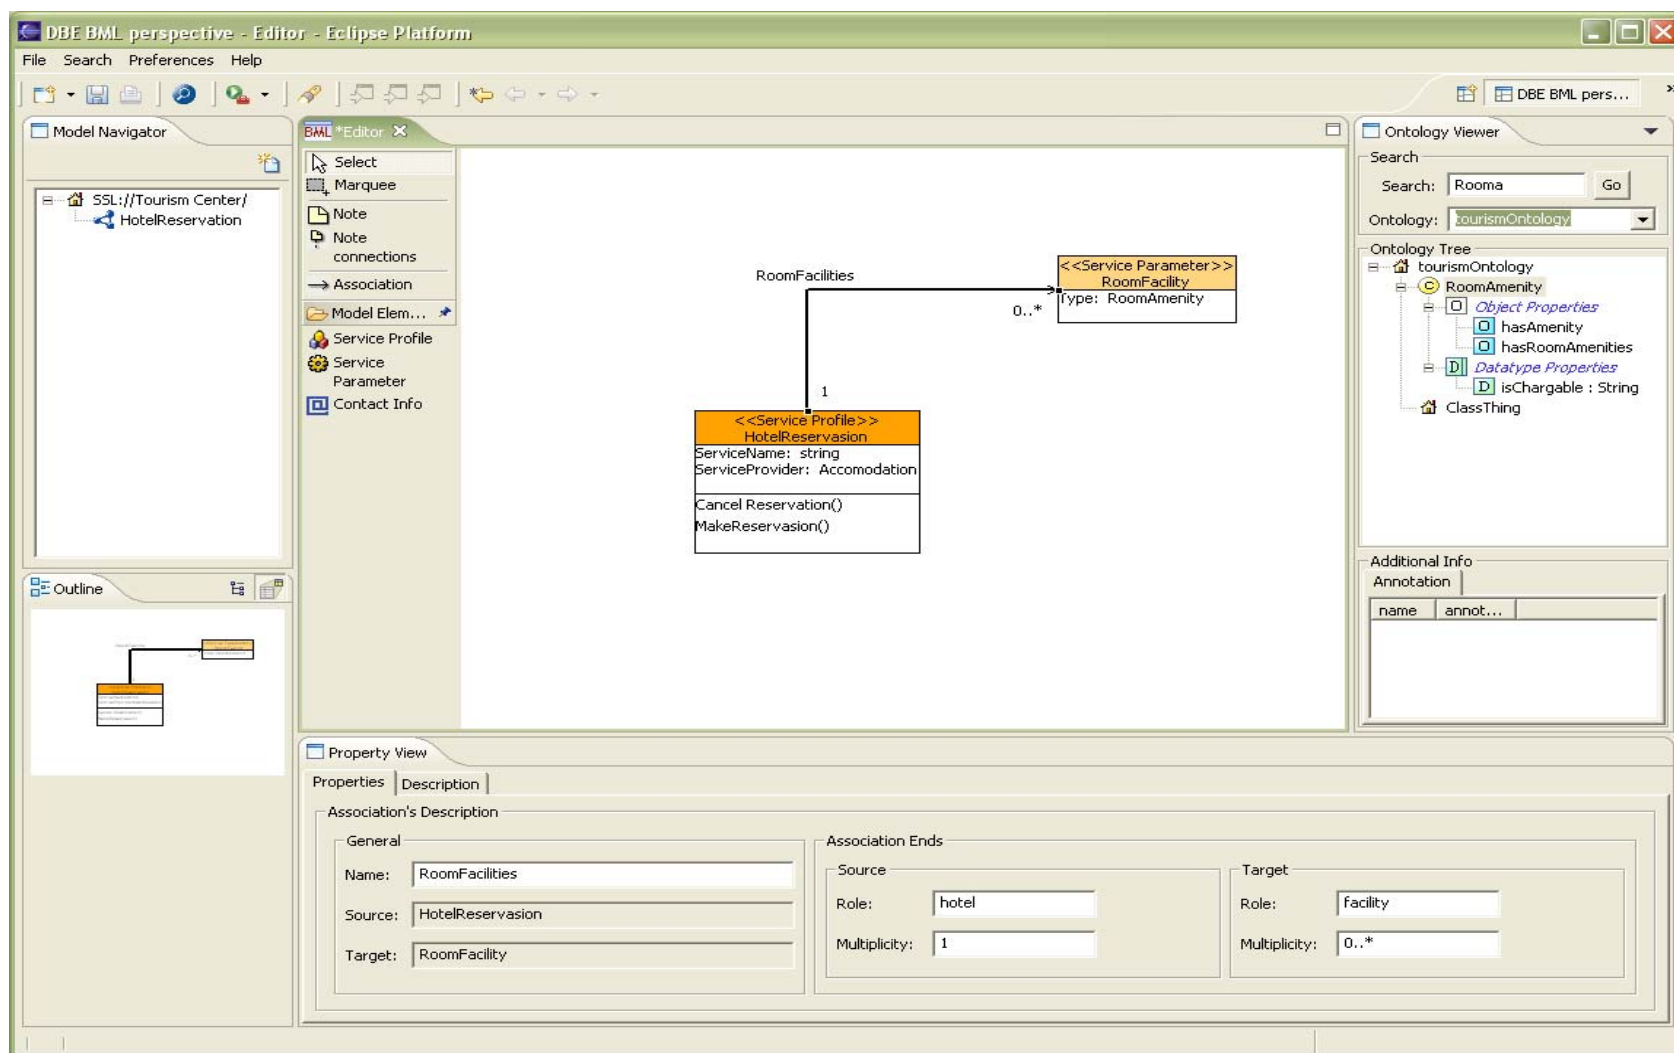 DBE BML perspective - Editor - Eclipse Platform
File Search Preferences Help
DBE BML pers...
Model Navigator
SSL://Tourism Center/
HotelReservation
Outline
BML *Editor
Select
Marquee
Note
Note
connections
Association
Model Elem...
Service Profile
Service
Parameter
Contact Info
RoomFacilities
0..*
1
<<Service Parameter>>
RoomFacility
Type: RoomAmenity
<<Service Profile>>
HotelReservasion
ServiceName: string
ServiceProvider: Accomodation
Cancel Reservation()
MakeReservasion()
Ontology Viewer
Search
Search: Rooma Go
Ontology: tourismOntology
Ontology Tree
tourismOntology
C RoomAmenity
O Object Properties
O hasAmenity
O hasRoomAmenities
D Datatype Properties
D isChargable : String
ClassThing
Additional Info
Annotation
name annot...
Property View
Properties Description
Association's Description
General
Name: RoomFacilities
Source: HotelReservasion
Target: RoomFacility
Association Ends
Source
Role: hotel
Multiplicity: 1
Target
Role: facility
Multiplicity: 0..*